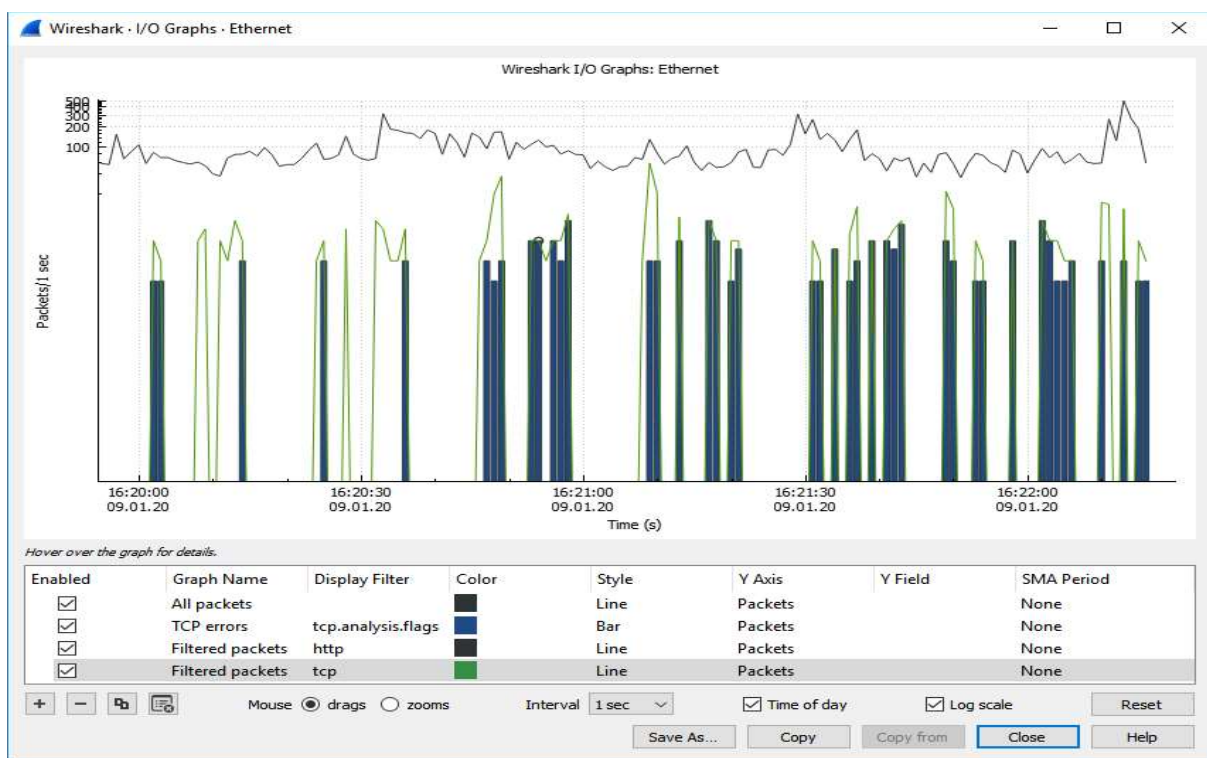 Wireshark · I/O Graphs · Ethernet
Wireshark I/O Graphs: Ethernet
500
400
300
200
100
Packets/1 sec
16:20:00 16:20:30 16:21:00 16:21:30 16:22:00
09.01.20 09.01.20 09.01.20 09.01.20 09.01.20
Time (s)
Hover over the graph for details.
Enabled Graph Name Display Filter Color Style Y Axis Y Field SMA Period
All packets Line Packets None
TCP errors tcp.analysis.flags Bar Packets None
Filtered packets http Line Packets None
Filtered packets tcp Line Packets None
Mouse drags zooms Interval 1 sec Time of day Log scale Reset
Save As... Copy Copy from Close Help